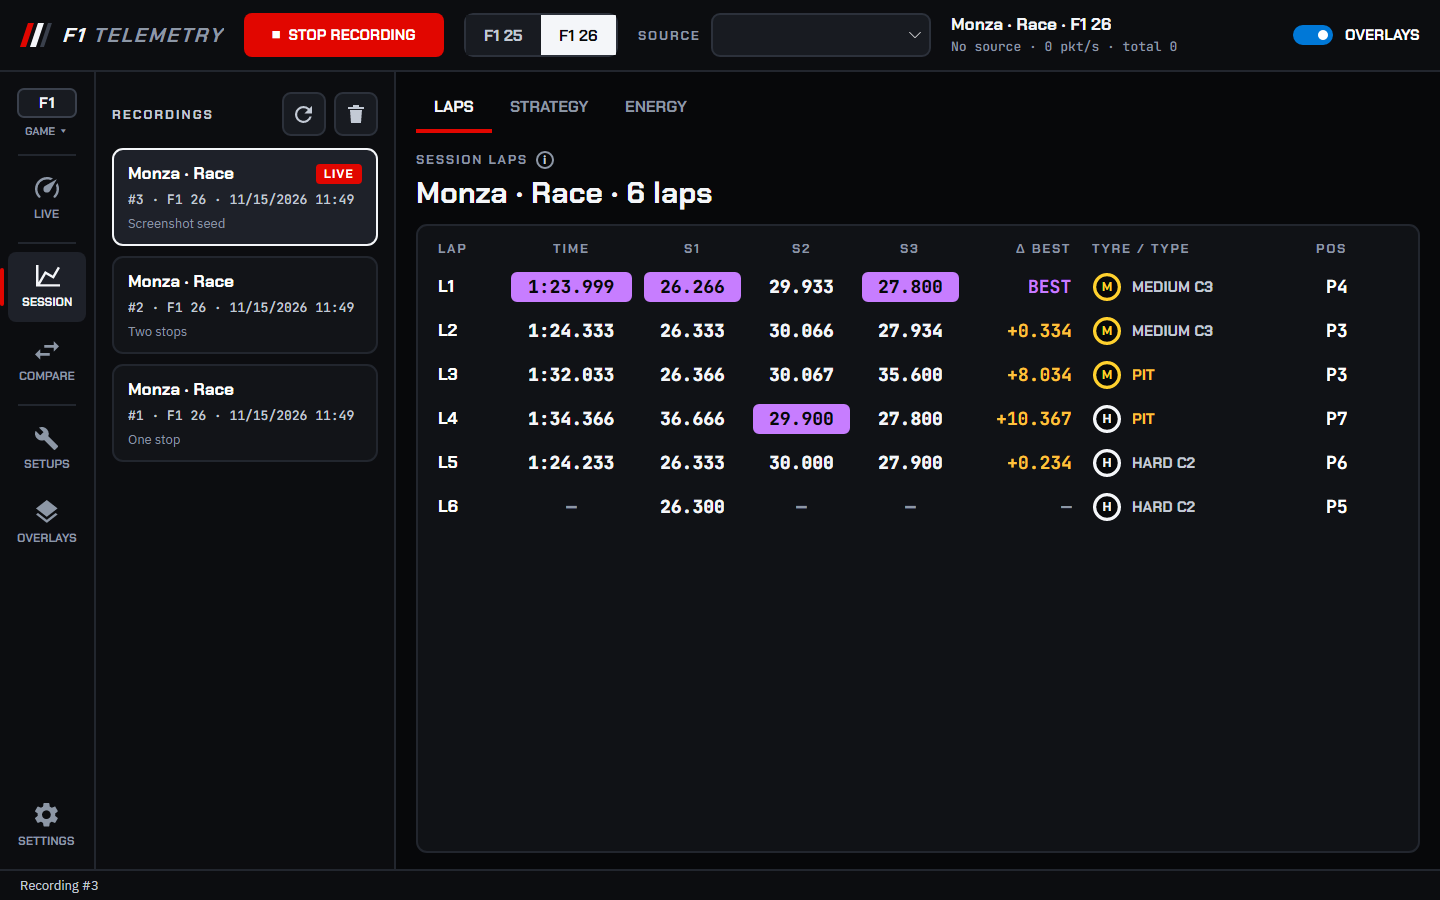 F1 TELEMETRY
STOP RECORDING
F1 25
F1 26
SOURCE
Monza · Race · F1 26
No source · 0 pkt/s · total 0
OVERLAYS
F1
GAME
LIVE
SESSION
COMPARE
SETUPS
OVERLAYS
SETTINGS
RECORDINGS
Monza · Race
LIVE
#3 · F1 26 · 11/15/2026 11:49
Screenshot seed
Monza · Race
#2 · F1 26 · 11/15/2026 11:49
Two stops
Monza · Race
#1 · F1 26 · 11/15/2026 11:49
One stop
LAPS
STRATEGY
ENERGY
SESSION LAPS
Monza · Race · 6 laps
LAP TIME S1 S2 S3 Δ BEST TYRE / TYPE POS
L1 1:23.999 26.266 29.933 27.800 BEST M MEDIUM C3 P4
L2 1:24.333 26.333 30.066 27.934 +0.334 M MEDIUM C3 P3
L3 1:32.033 26.366 30.067 35.600 +8.034 M PIT P3
L4 1:34.366 36.666 29.900 27.800 +10.367 H PIT P7
L5 1:24.233 26.333 30.000 27.900 +0.234 H HARD C2 P6
L6 – 26.300 – – – H HARD C2 P5
Recording #3